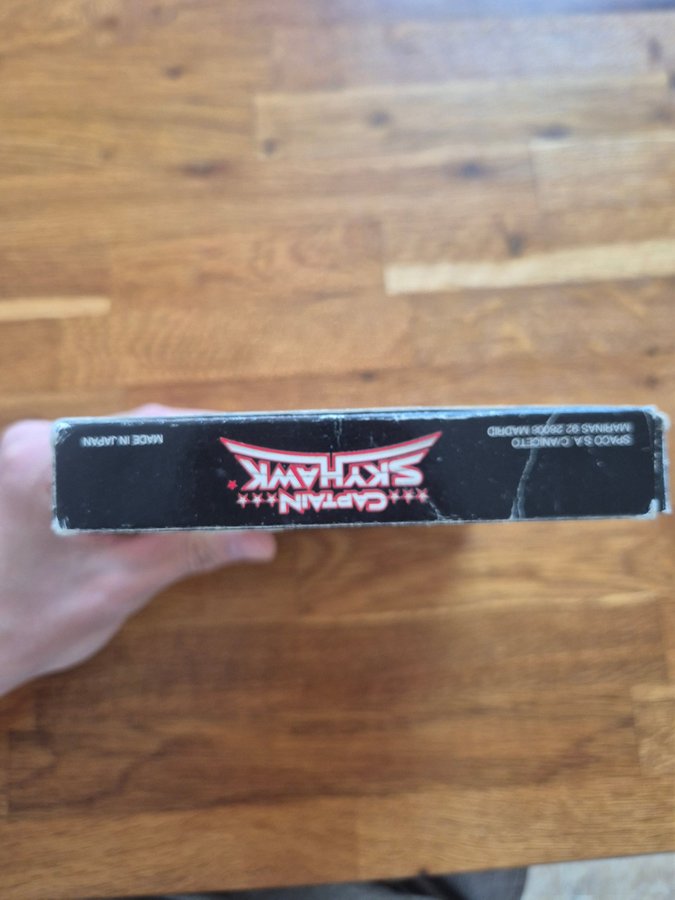 SPACO S.A. C/ANICETO
MARINAS 92 28008 MADRID
CAPTAIN
SKYHAWK
MADE IN JAPAN